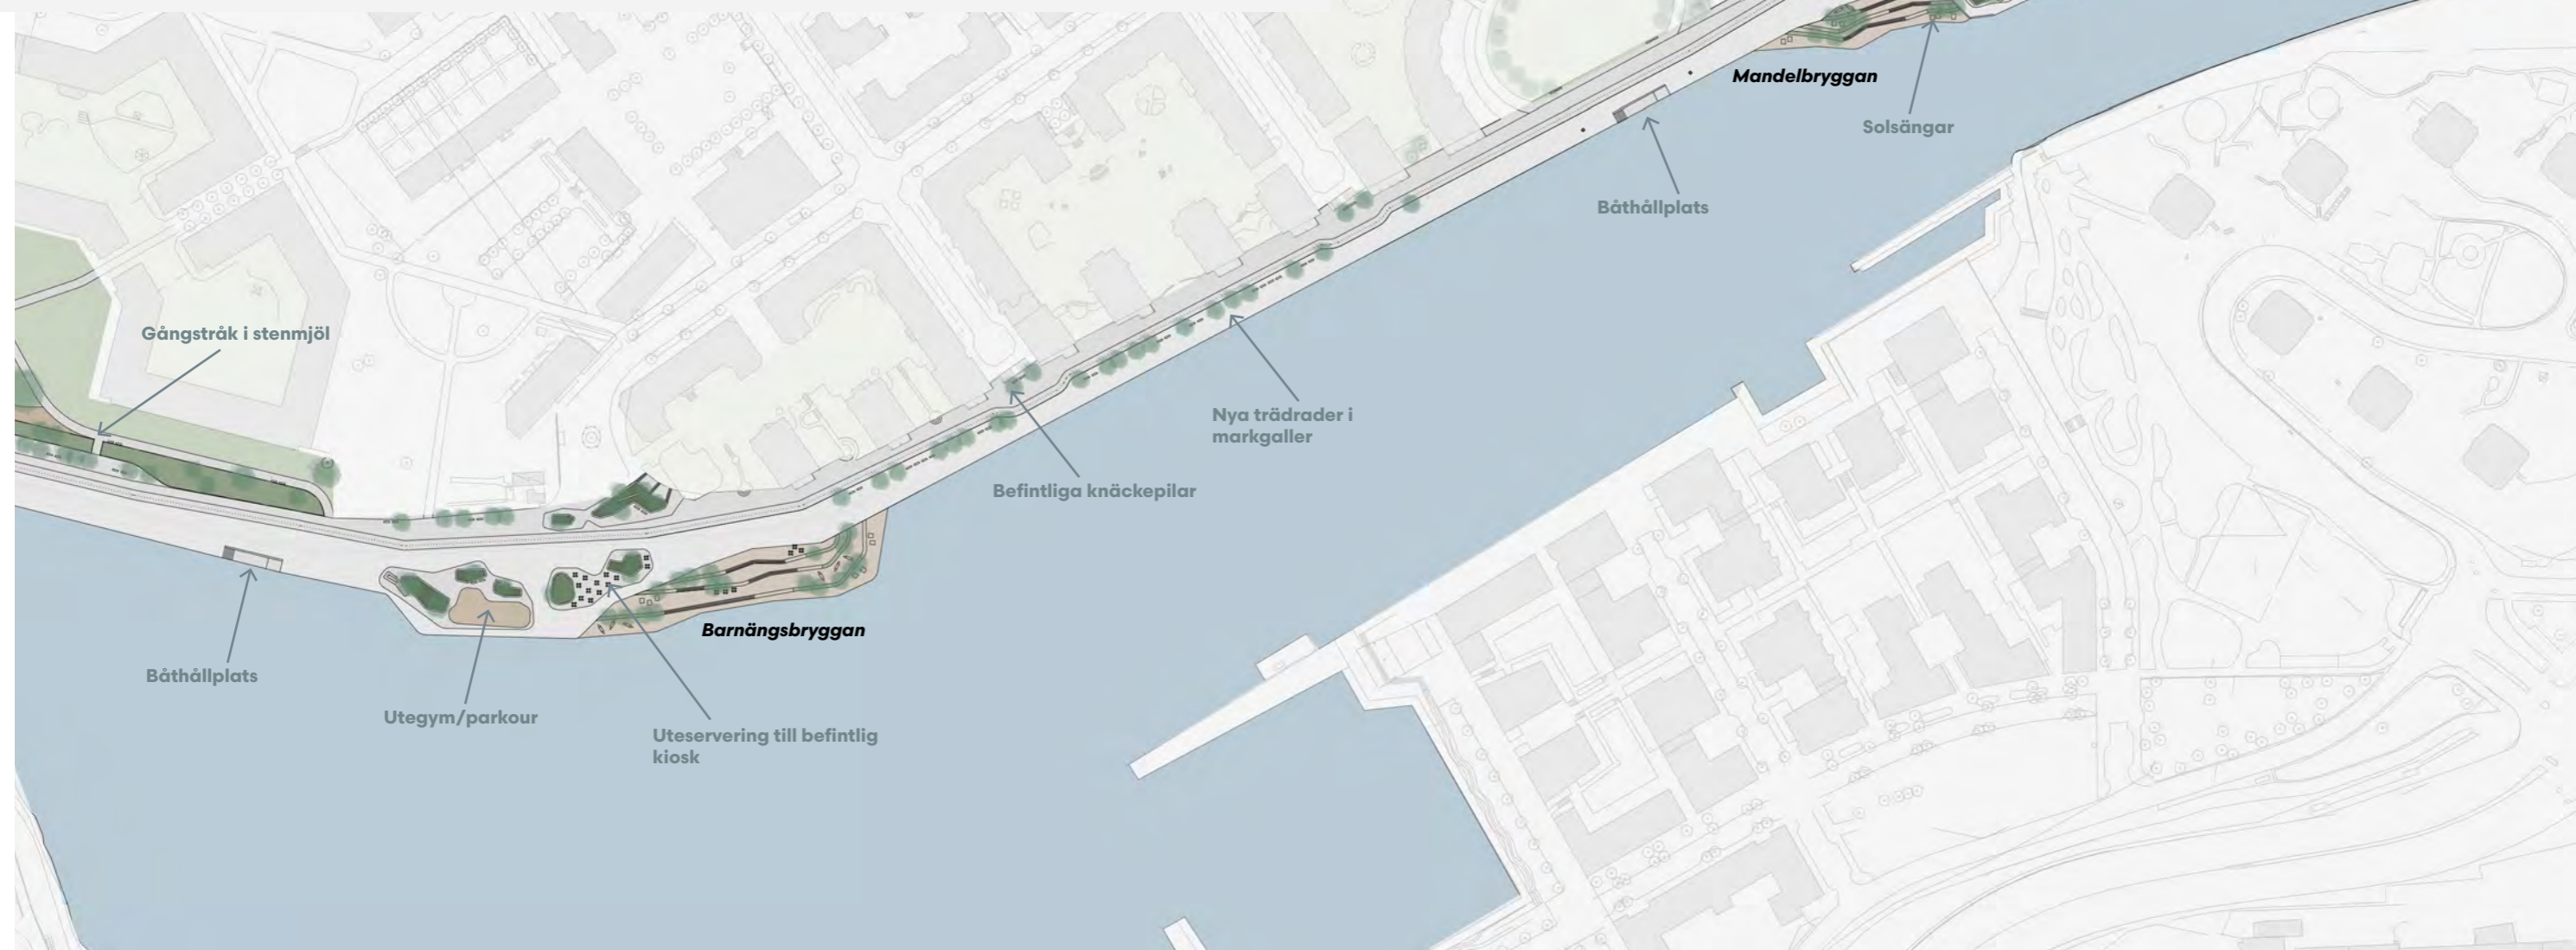 Mandelbryggan
Solsängar
Båthållplats
Gångstråk i stenmjöl
Nya trädrader i
markgaller
Befintliga knäckepilar
Barnängsbryggan
Båthållplats
Utegym/parkour
Uteservering till befintlig
kiosk